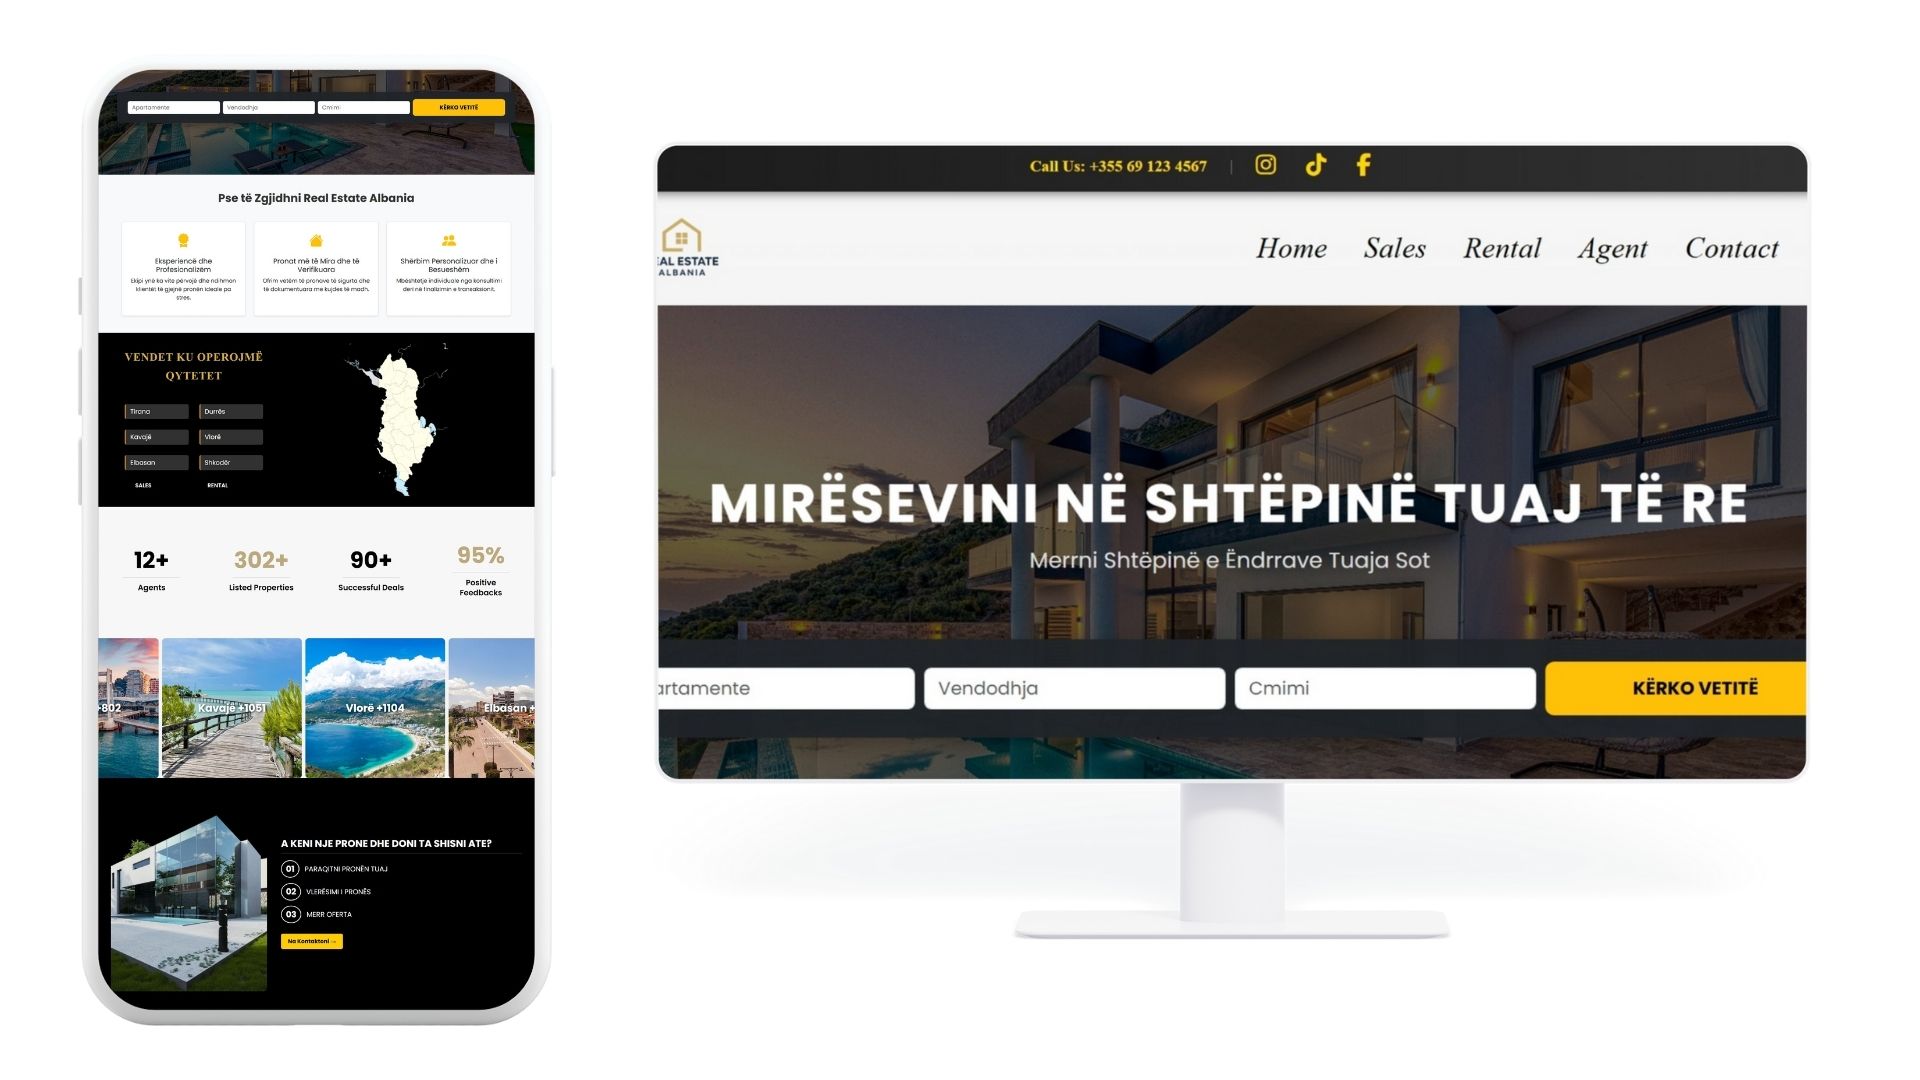 Apartamente
Vendodhja
Cmimi
KËRKO VETITË
Pse të Zgjidhni Real Estate Albania
Eksperiencë dhe
Profesionalizëm
Ekipi ynë ka vite përvojë dhe ndihmon
klientët të gjejnë pronën ideale pa
stres.
Pronat më të Mira dhe të
Verifikuara
Ofrim vetëm të pronave të sigurta dhe
të dokumentuara me kujdes të madh.
Shërbim Personalizuar dhe i
Besueshëm
Mbështetje individuale nga konsultimi
deri në finalizimin e transaksionit.
VENDET KU OPEROJMË
QYTETET
Tirana
Durrës
Kavajë
Vlorë
Elbasan
Shkodër
SALES
RENTAL
12+
Agents
302+
Listed Properties
90+
Successful Deals
95%
Positive
Feedbacks
+802
Kavajë +1051
Vlorë +1104
Elbasan +
A KENI NJE PRONE DHE DONI TA SHISNI ATE?
01 PARAQITNI PRONËN TUAJ
02 VLERËSIMI I PRONËS
03 MERR OFERTA
Na Kontaktoni →
Call Us: +355 69 123 4567 |
EAL ESTATE
ALBANIA
Home Sales Rental Agent Contact
MIRËSEVINI NË SHTËPINË TUAJ TË RE
Merrni Shtëpinë e Ëndrrave Tuaja Sot
artamente
Vendodhja
Cmimi
KËRKO VETITË